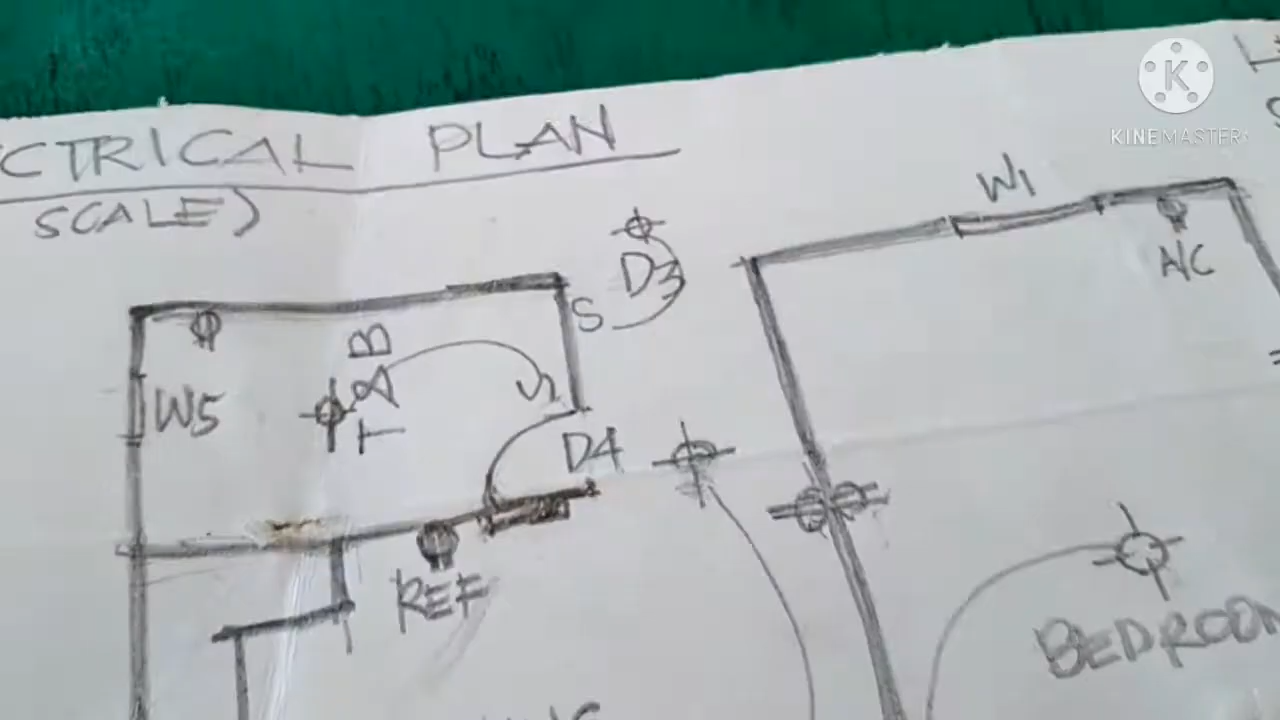 CTRICAL PLAN
SCALE)
KINEMASTER
W1
A/C
D3
S
T&B
W5
S
D4
REF
BEDROOM